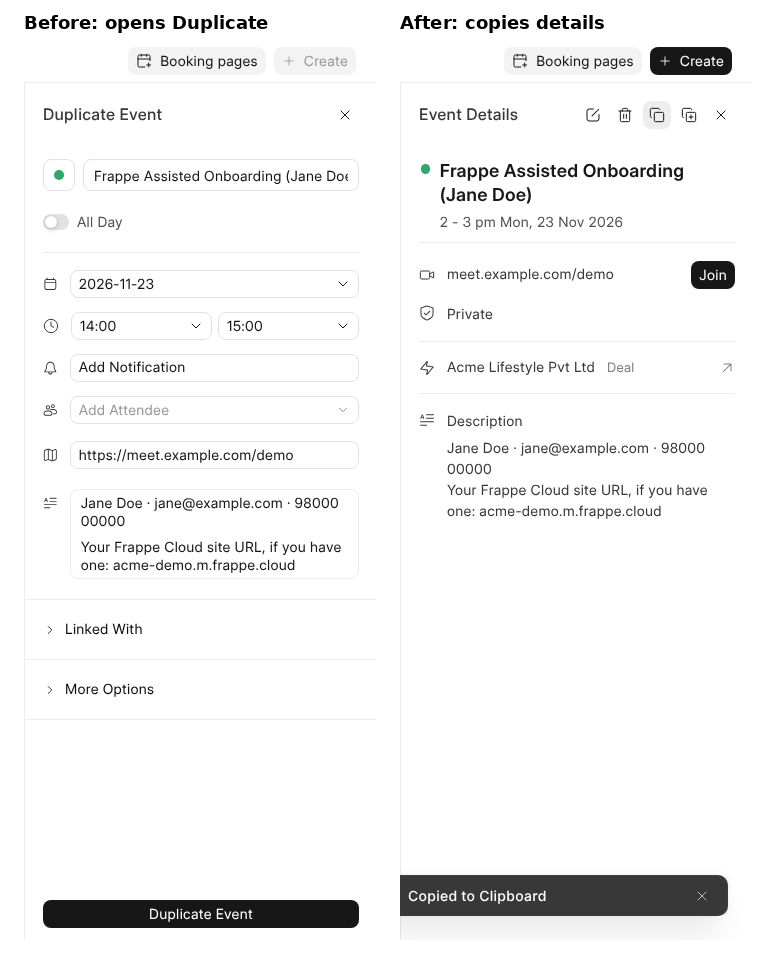 Before: opens Duplicate
Booking pages
Create
Duplicate Event
Frappe Assisted Onboarding (Jane Doe
All Day
2026-11-23
14:00
15:00
Add Notification
Add Attendee
https://meet.example.com/demo
Jane Doe · jane@example.com · 98000
00000
Your Frappe Cloud site URL, if you have
one: acme-demo.m.frappe.cloud
Linked With
More Options
Duplicate Event
After: copies details
Booking pages
Create
Event Details
Frappe Assisted Onboarding
(Jane Doe)
2 - 3 pm Mon, 23 Nov 2026
meet.example.com/demo
Join
Private
Acme Lifestyle Pvt Ltd Deal
Description
Jane Doe · jane@example.com · 98000
00000
Your Frappe Cloud site URL, if you have
one: acme-demo.m.frappe.cloud
Copied to Clipboard